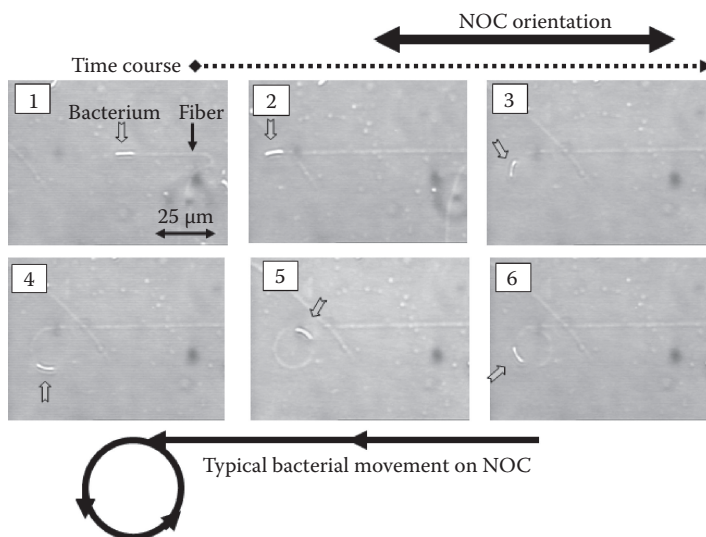 NOC orientation
Time course
1
2
3
Bacterium
Fiber
25 µm
4
5
6
Typical bacterial movement on NOC